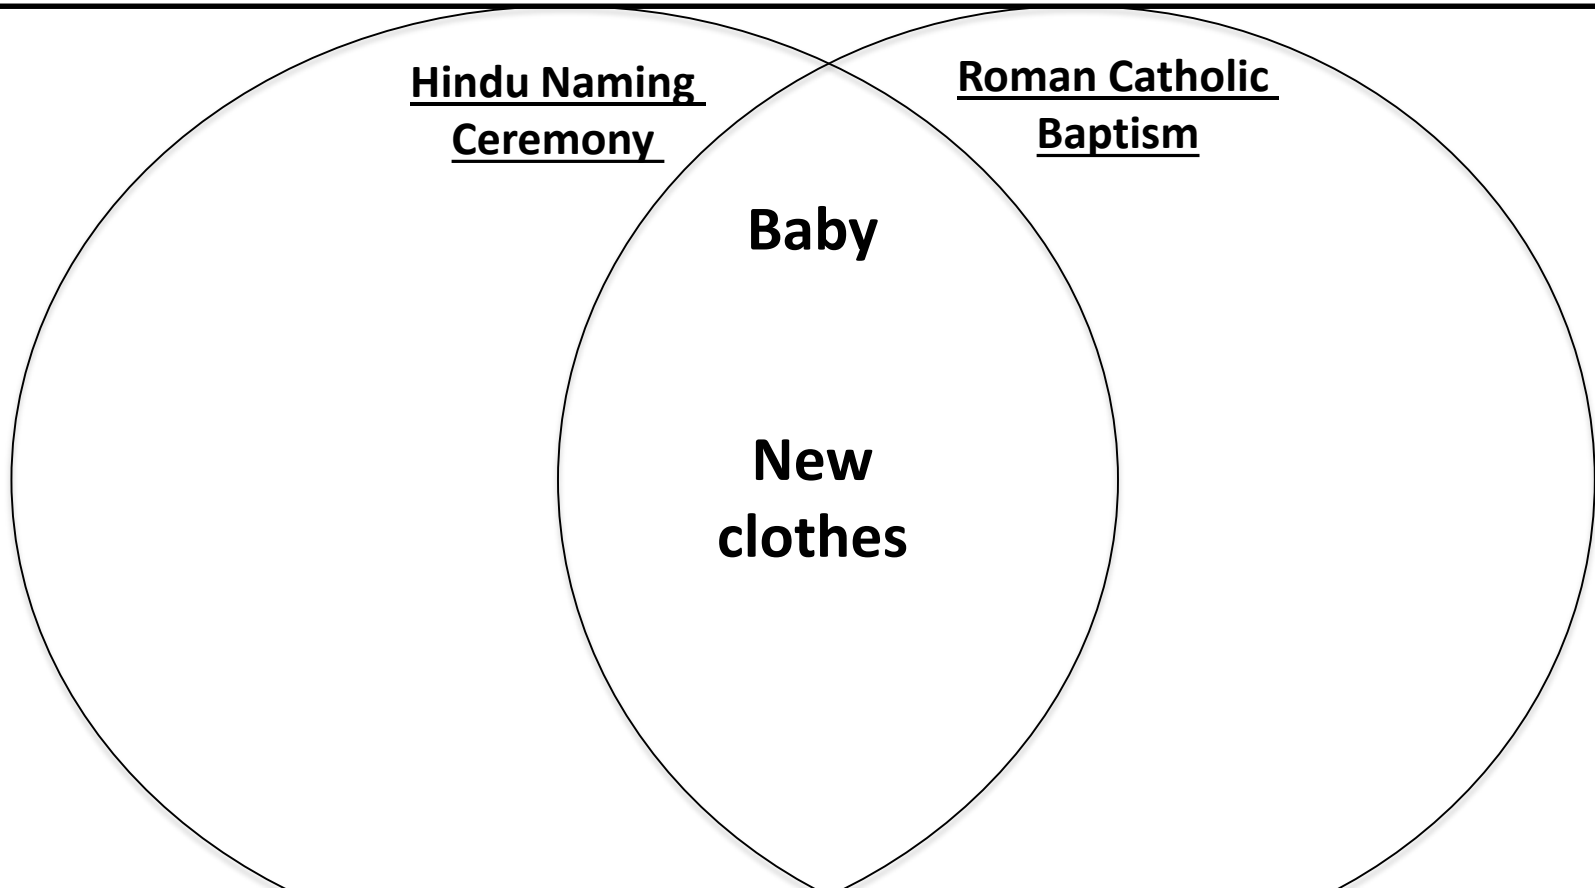 Hindu Naming
Ceremony
Roman Catholic
Baptism
Baby
New
clothes